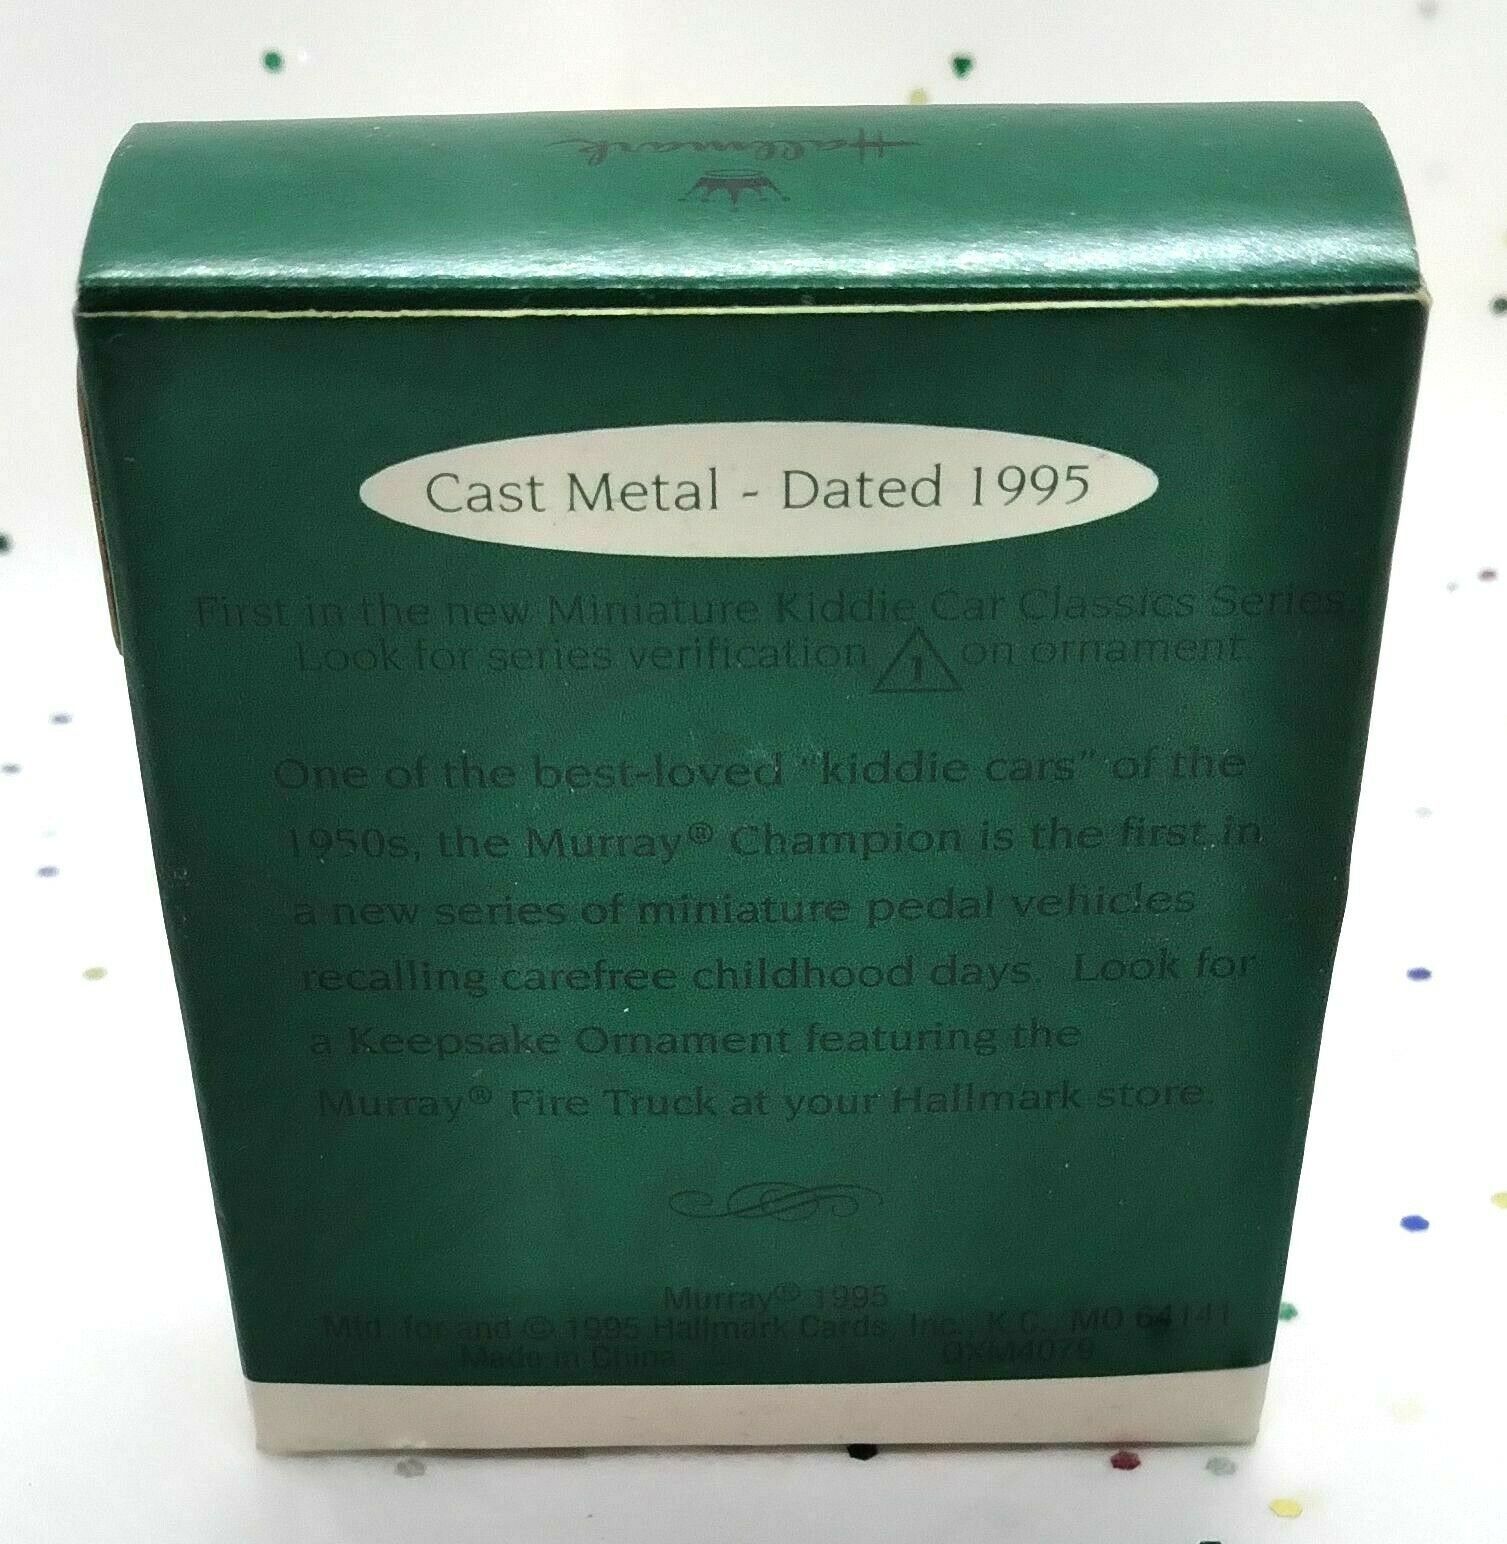 Hallmark
Cast Metal - Dated 1995
First in the new Miniature Kiddie Car Classics Series.
Look for series verification 1 on ornament.
One of the best-loved "kiddie cars" of the
1950s, the Murray® Champion is the first in
a new series of miniature pedal vehicles
recalling carefree childhood days. Look for
a Keepsake Ornament featuring the
Murray® Fire Truck at your Hallmark store.
Murray® 1995
Mfd. for and © 1995 Hallmark Cards, Inc., K.C., MO 64141
Made in China QXM4079